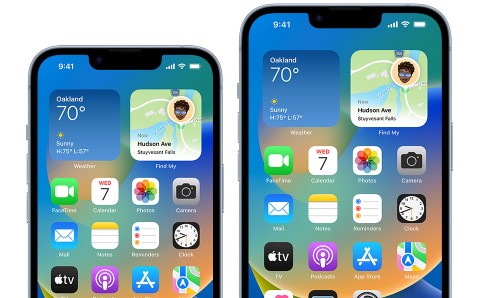 9:41
Oakland
70°
Sunny
H:75° L:57°
Weather
Now
Hudson Ave
Stuyvesant Falls
Find My
WED
7
FaceTime
Calendar
Photos
Camera
Mail
Notes
Reminders
Clock
tv
9:41
Oakland
70°
Sunny
H:75° L:57°
Weather
Now
Hudson Ave
Stuyvesant Falls
Find My
WED
7
FaceTime
Calendar
Photos
Camera
Mail
Notes
Reminders
Clock
tv
TV
Podcasts
App Store
Maps